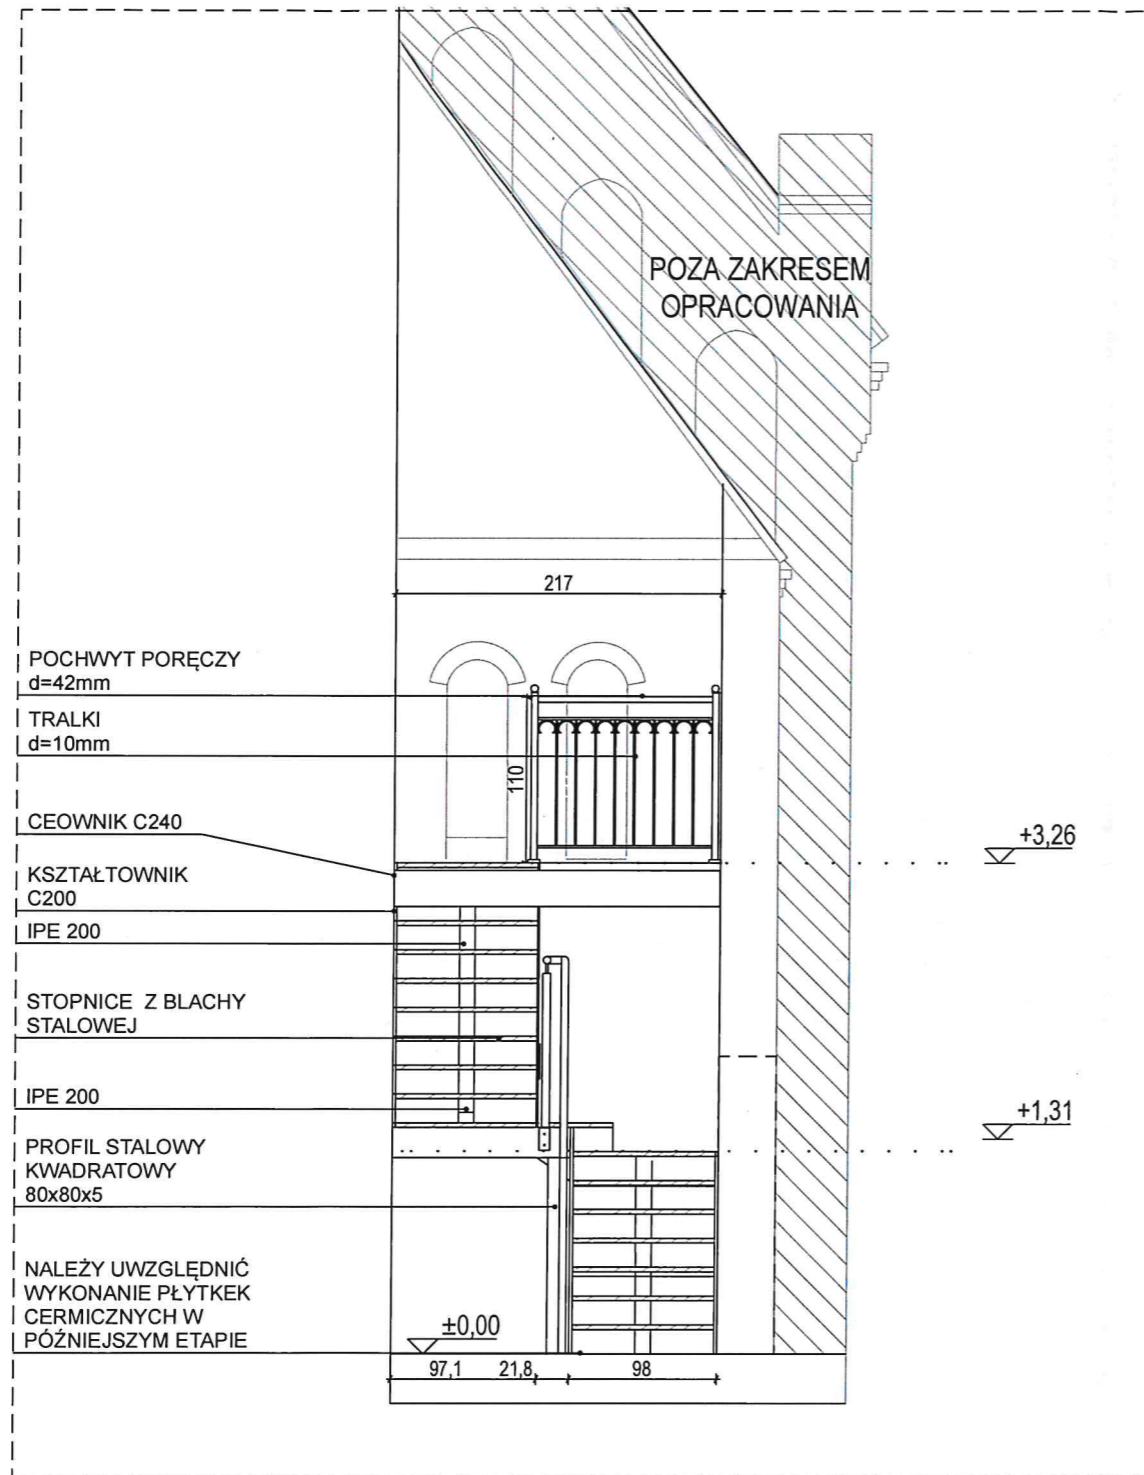 POZA ZAKRESEM
OPRACOWANIA
217
POCHWYT PORĘCZY
d=42mm
TRALKI
d=10mm
110
CEOWNIK C240
+3,26
KSZTAŁTOWNIK
C200
IPE 200
STOPNICE Z BLACHY
STALOWEJ
IPE 200
+1,31
PROFIL STALOWY
KWADRATOWY
80x80x5
NALEŻY UWZGLĘDNIĆ
WYKONANIE PŁYTKEK
CERMICZNYCH W
PÓŹNIEJSZYM ETAPIE
±0,00
97,1 21,8 98